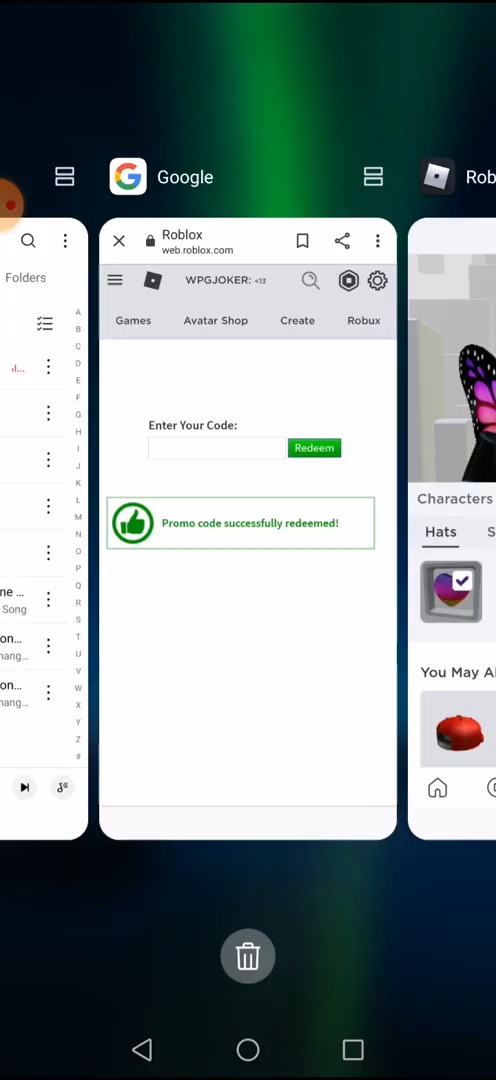 Google
Rob
Folders
A
B
C
D
E
F
G
H
I
J
K
L
M
N
O
P
Q
R
S
T
U
V
W
X
Y
Z
#
ne ...
Song
on...
hang...
on...
hang...
Roblox
web.roblox.com
WPGJOKER: <13
Games Avatar Shop Create Robux
Enter Your Code:
Redeem
Promo code successfully redeemed!
Characters
Hats S
You May Al